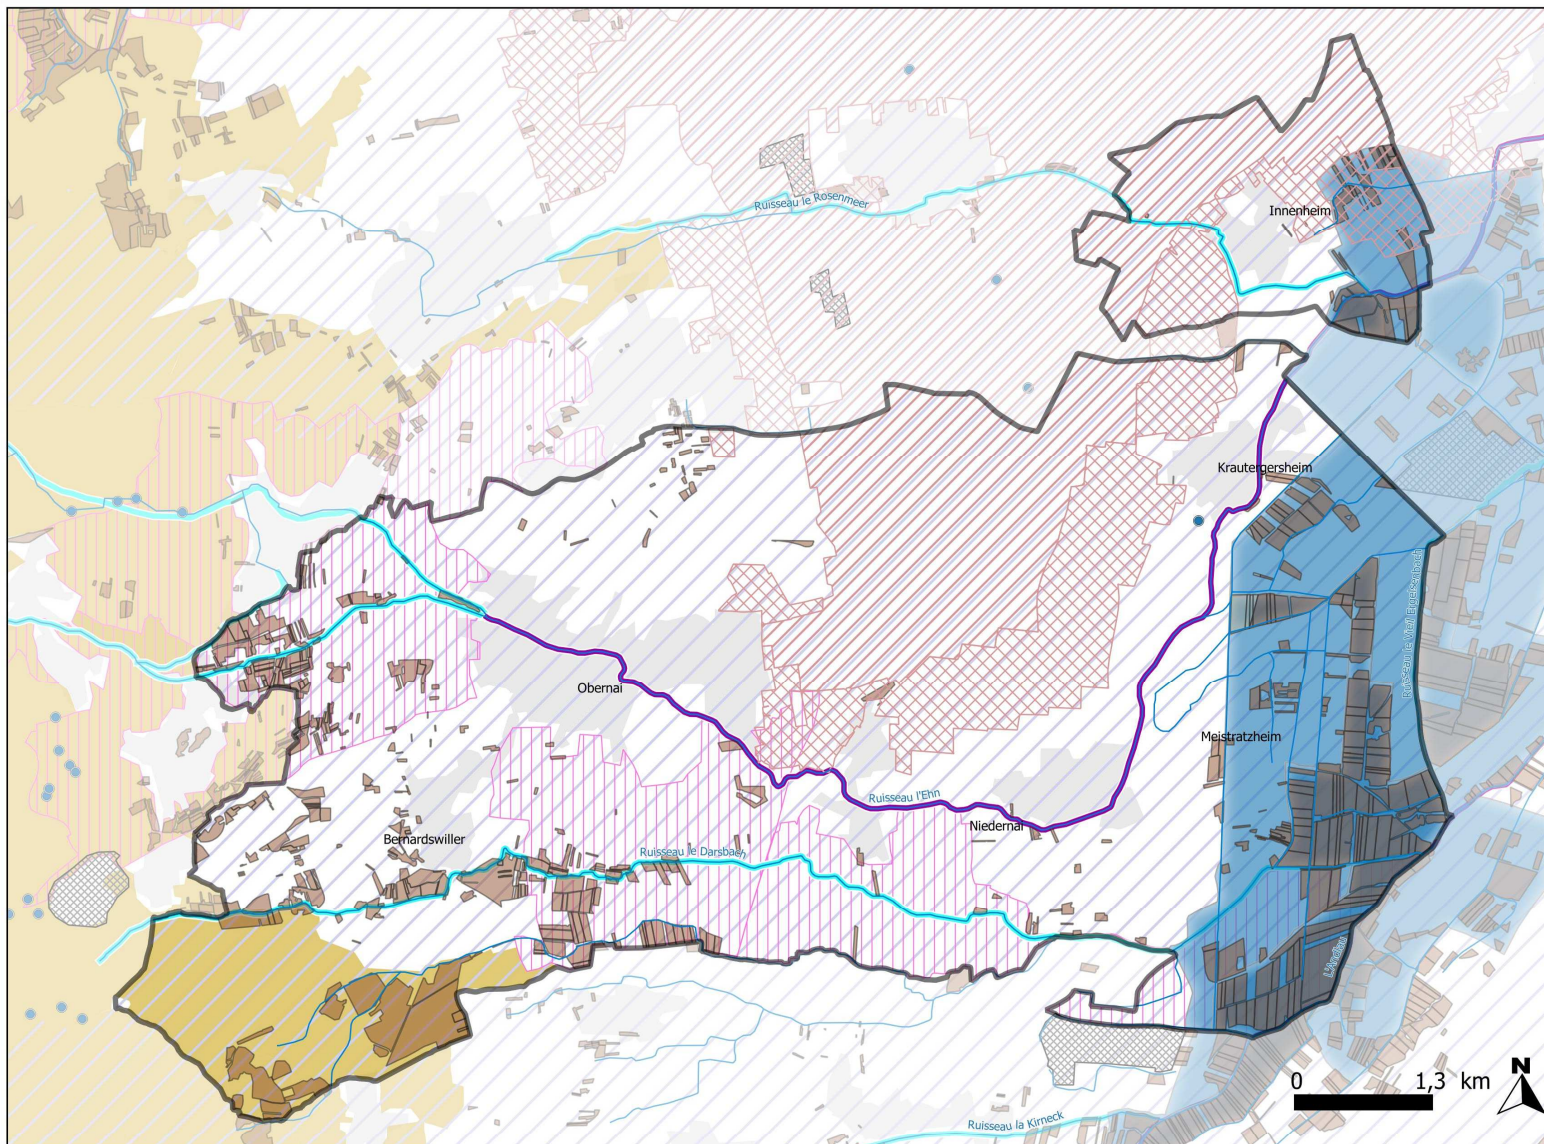 Ruisseau le Rosenmeer
Innenheim
Krautergersheim
Ruisseau le Vieil Ergelsenbach
Obernai
Meistratzheim
Ruisseau l'Ehn
Niedernai
Bernardswiller
Ruisseau le Darsbach
L'Andlau
N
0 1,3 km
Ruisseau la Kirneck